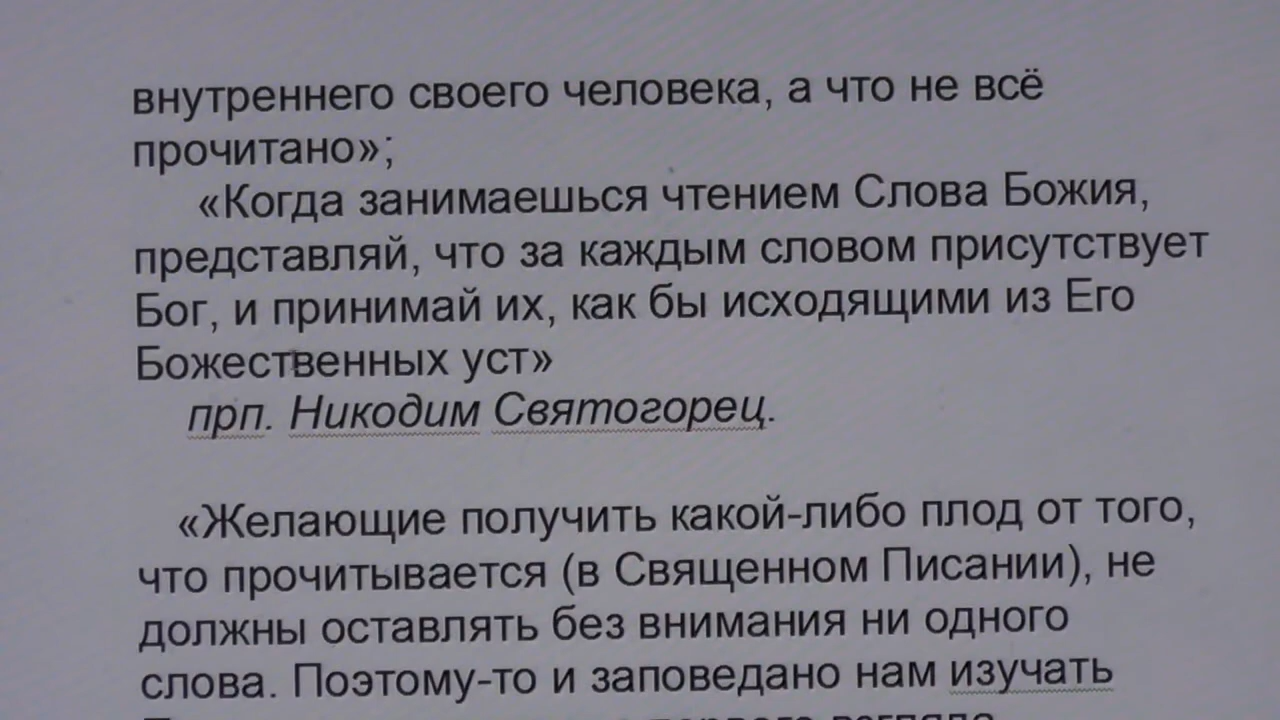 внутреннего своего человека, а что не всё
прочитано»;
«Когда занимаешься чтением Слова Божия,
представляй, что за каждым словом присутствует
Бог, и принимай их, как бы исходящими из Его
Божественных уст»
прп. Никодим Святогорец.
«Желающие получить какой-либо плод от того,
что прочитывается (в Священном Писании), не
должны оставлять без внимания ни одного
слова. Поэтому-то и заповедано нам изучать